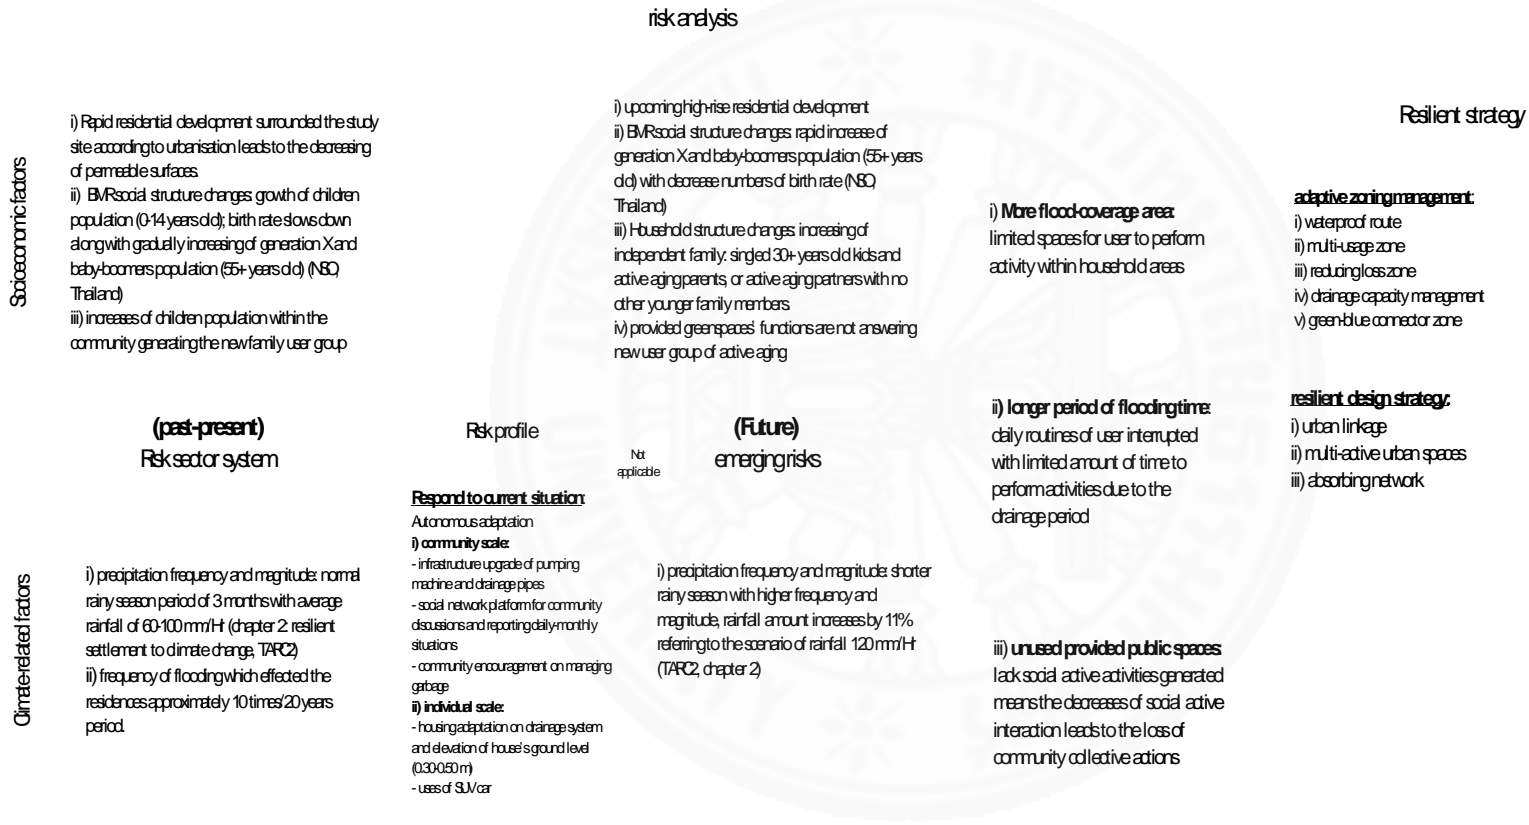 risk analysis
Socioeconomic factors
i) Rapid residential development surrounded the study
site according to urbanisation leads to the decreasing
of permeable surfaces.
ii) BMR social structure changes: growth of children
population (0-14 years old); birth rate slows down
along with gradually increasing of generation X and
baby-boomers population (55+ years old) (NSO,
Thailand)
iii) increases of children population within the
community generating the new family user group
i) upcoming high-rise residential development
ii) BMR social structure changes: rapid increase of
generation X and baby-boomers population (55+ years
old) with decrease numbers of birth rate (NSO,
Thailand)
iii) Household structure changes: increasing of
independent family: singled 30+ years old kids and
active aging parents, or active aging partners with no
other younger family members.
iv) provided greenspaces' functions are not answering
new user group of active aging
i) More flood-coverage area:
limited spaces for user to perform
activity within household areas
Resilient strategy
adaptive zoning management:
i) waterproof route
ii) multi-usage zone
iii) reducing loss zone
iv) drainage capacity management
v) green-blue connector zone
(past-present)
Risk sector system
Risk profile
Not
applicable
(Future)
emerging risks
ii) longer period of flooding time:
daily routines of user interrupted
with limited amount of time to
perform activities due to the
drainage period
resilient design strategy:
i) urban linkage
ii) multi-active urban spaces
iii) absorbing network
Climate-related factors
i) precipitation frequency and magnitude: normal
rainy season period of 3 months with average
rainfall of 60-100 mm/Hr (chapter 2: resilient
settlement to climate change, TARC2)
ii) frequency of flooding which effected the
residences approximately 10 times/20 years
period.
Respond to current situation:
Autonomous adaptation
i) community scale:
- infrastructure upgrade of pumping
machine and drainage pipes
- social network platform for community
discussions and reporting daily-monthly
situations
- community encouragement on managing
garbage
ii) individual scale:
- housing adaptation on drainage system
and elevation of house's ground level
(0.30-0.50 m)
- uses of SUV car
i) precipitation frequency and magnitude: shorter
rainy season with higher frequency and
magnitude, rainfall amount increases by 11%
referring to the scenario of rainfall 120 mm/Hr
(TARC2, chapter 2)
iii) unused provided public spaces:
lack social active activities generated
means the decreases of social active
interaction leads to the loss of
community collective actions